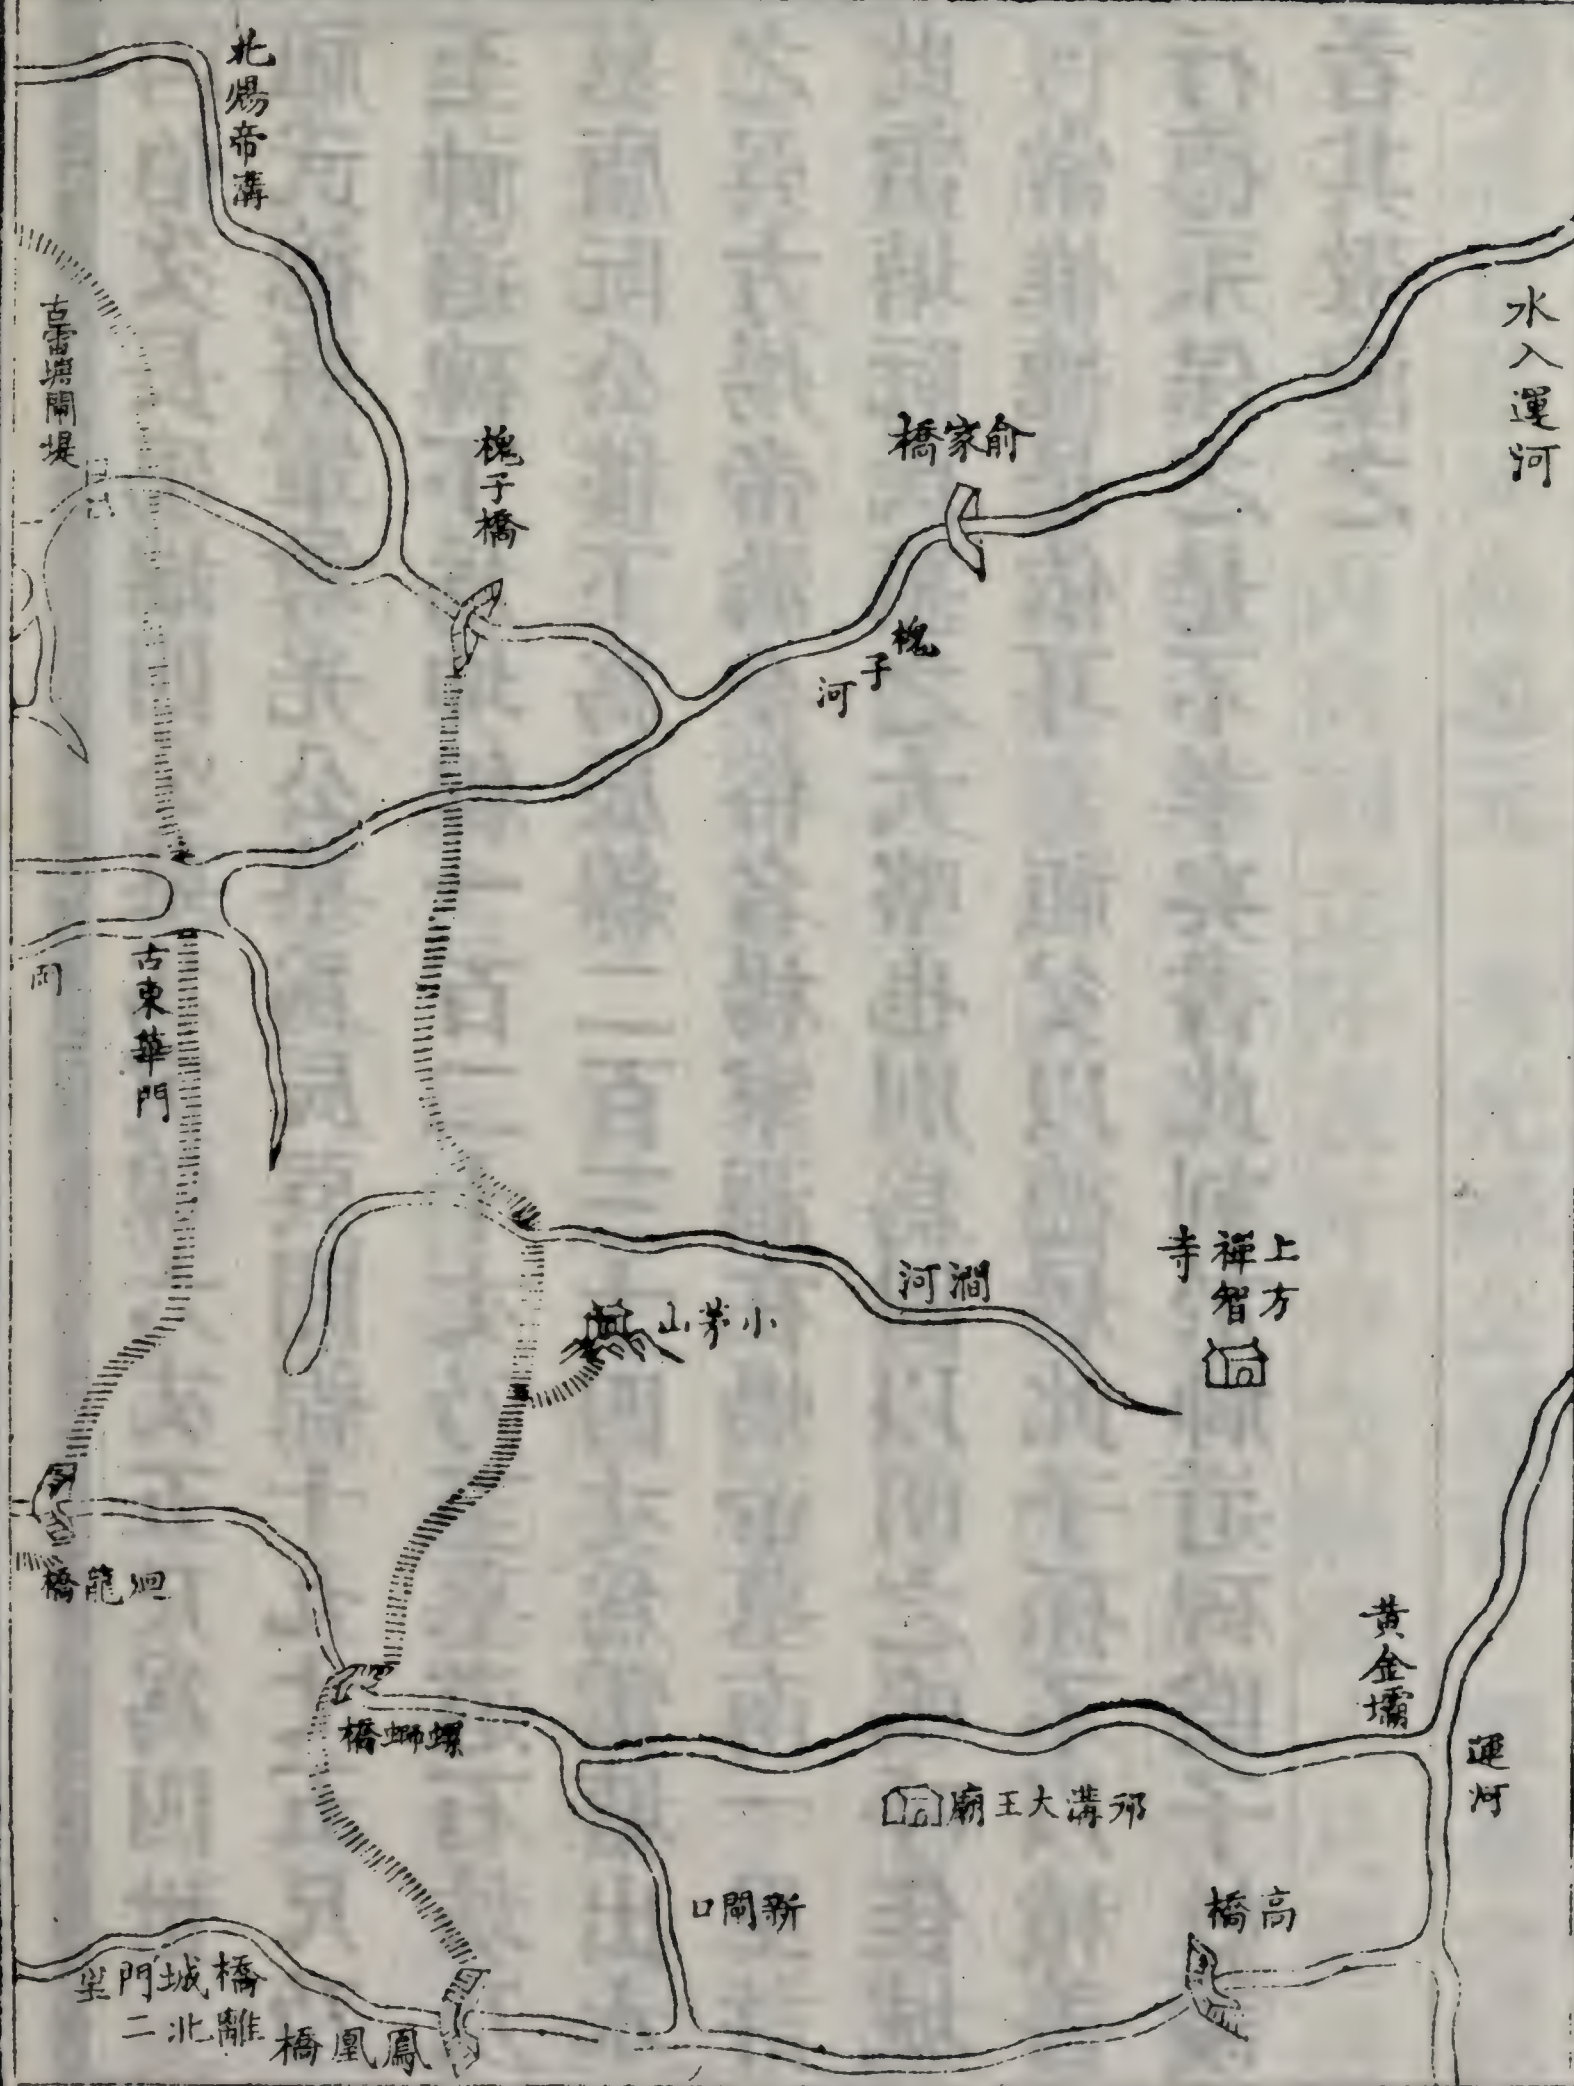 水入運河
俞家橋
槐子河
槐子橋
北煬帝溝
古雷塘閘堤
古東華門
岡
上方
禪智
寺
澗河
小茅山
迴龍橋
螺螄橋
黃金壩
運河
邗溝大王廟
新閘口
高橋
鳳凰橋
橋城門
離北二